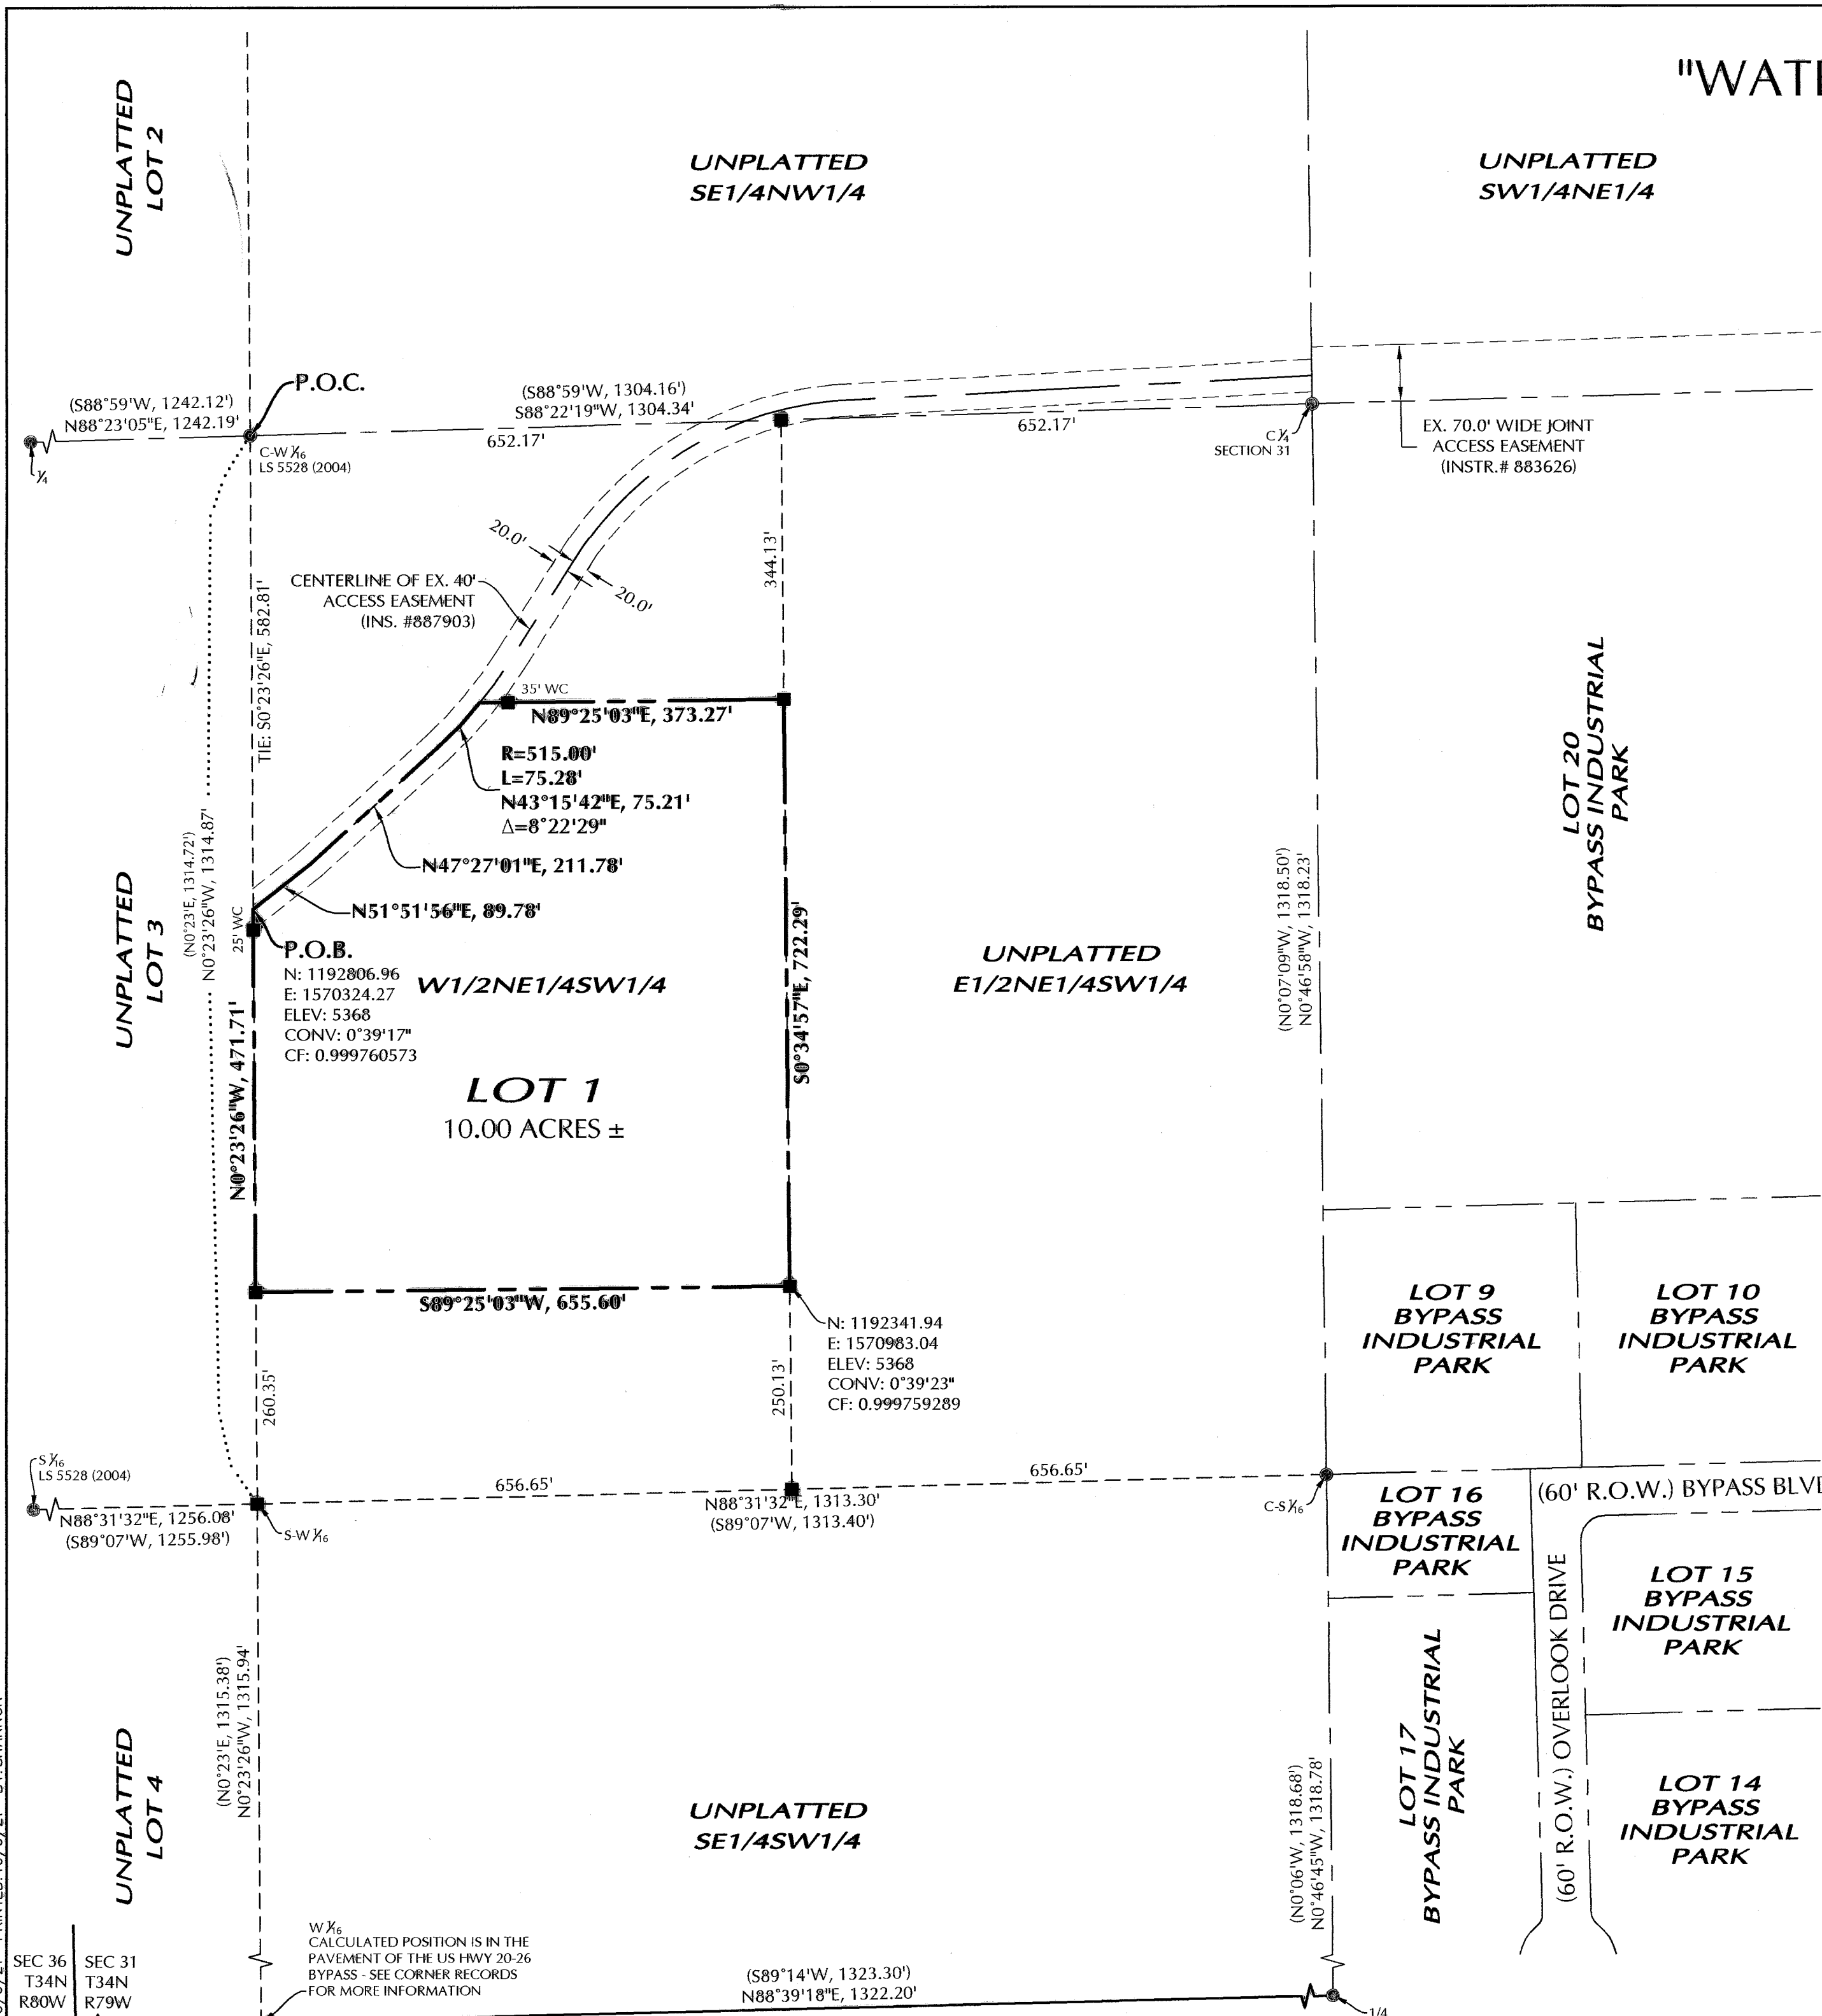 "WATE
UNPLATTED
LOT 2
UNPLATTED
SE1/4NW1/4
UNPLATTED
SW1/4NE1/4
P.O.C.
(S88°59'W, 1242.12')
N88°23'05"E, 1242.19'
1/4
C-W 1/16
LS 5528 (2004)
(S88°59'W, 1304.16')
S88°22'19"W, 1304.34'
652.17'
652.17'
C 1/4
SECTION 31
EX. 70.0' WIDE JOINT
ACCESS EASEMENT
(INSTR.# 883626)
20.0'
20.0'
CENTERLINE OF EX. 40'
ACCESS EASEMENT
(INS. #887903)
TIE: S0°23'26"E, 582.81'
344.13'
35' WC
N89°25'03"E, 373.27'
R=515.00'
L=75.28'
N43°15'42"E, 75.21'
Δ=8°22'29"
N47°27'01"E, 211.78'
N51°51'56"E, 89.78'
LOT 20
BYPASS INDUSTRIAL
PARK
UNPLATTED
LOT 3
(N0°23'E, 1314.72')
N0°23'26"W, 1314.87'
25' WC
P.O.B.
N: 1192806.96
E: 1570324.27
ELEV: 5368
CONV: 0°39'17"
CF: 0.999760573
W1/2NE1/4SW1/4
N0°23'26"W, 471.71'
S0°34'57"E, 722.29'
UNPLATTED
E1/2NE1/4SW1/4
(N0°07'09"W, 1318.50')
N0°46'58"W, 1318.23'
LOT 1
10.00 ACRES ±
S89°25'03"W, 655.60'
N: 1192341.94
E: 1570983.04
ELEV: 5368
CONV: 0°39'23"
CF: 0.999759289
260.35'
250.13'
LOT 9
BYPASS
INDUSTRIAL
PARK
LOT 10
BYPASS
INDUSTRIAL
PARK
S 1/16
LS 5528 (2004)
N88°31'32"E, 1256.08'
(S89°07'W, 1255.98')
S-W 1/16
656.65'
N88°31'32"E, 1313.30'
(S89°07'W, 1313.40')
656.65'
C-S 1/16
(60' R.O.W.) BYPASS BLVD
LOT 16
BYPASS
INDUSTRIAL
PARK
(60' R.O.W.) OVERLOOK DRIVE
LOT 15
BYPASS
INDUSTRIAL
PARK
LOT 17
BYPASS INDUSTRIAL
PARK
LOT 14
BYPASS
INDUSTRIAL
PARK
UNPLATTED
LOT 4
(N0°23'E, 1315.38')
N0°23'26"W, 1315.94'
UNPLATTED
SE1/4SW1/4
(N0°06'W, 1318.68')
N0°46'45"W, 1318.78'
W 1/16
CALCULATED POSITION IS IN THE
PAVEMENT OF THE US HWY 20-26
BYPASS - SEE CORNER RECORDS
FOR MORE INFORMATION
SEC 36
T34N
R80W
SEC 31
T34N
R79W
(S89°14'W, 1323.30')
N88°39'18"E, 1322.20'
1/4